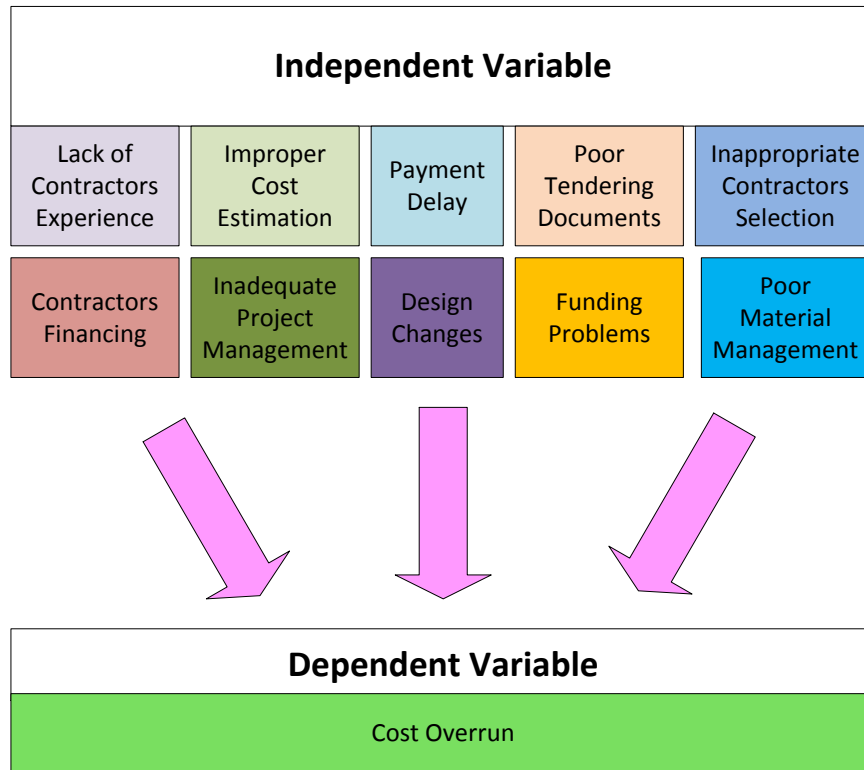 Independent Variable
Lack of
Contractors
Experience
Improper
Cost
Estimation
Payment
Delay
Poor
Tendering
Documents
Inappropriate
Contractors
Selection
Contractors
Financing
Inadequate
Project
Management
Design
Changes
Funding
Problems
Poor
Material
Management
Dependent Variable
Cost Overrun